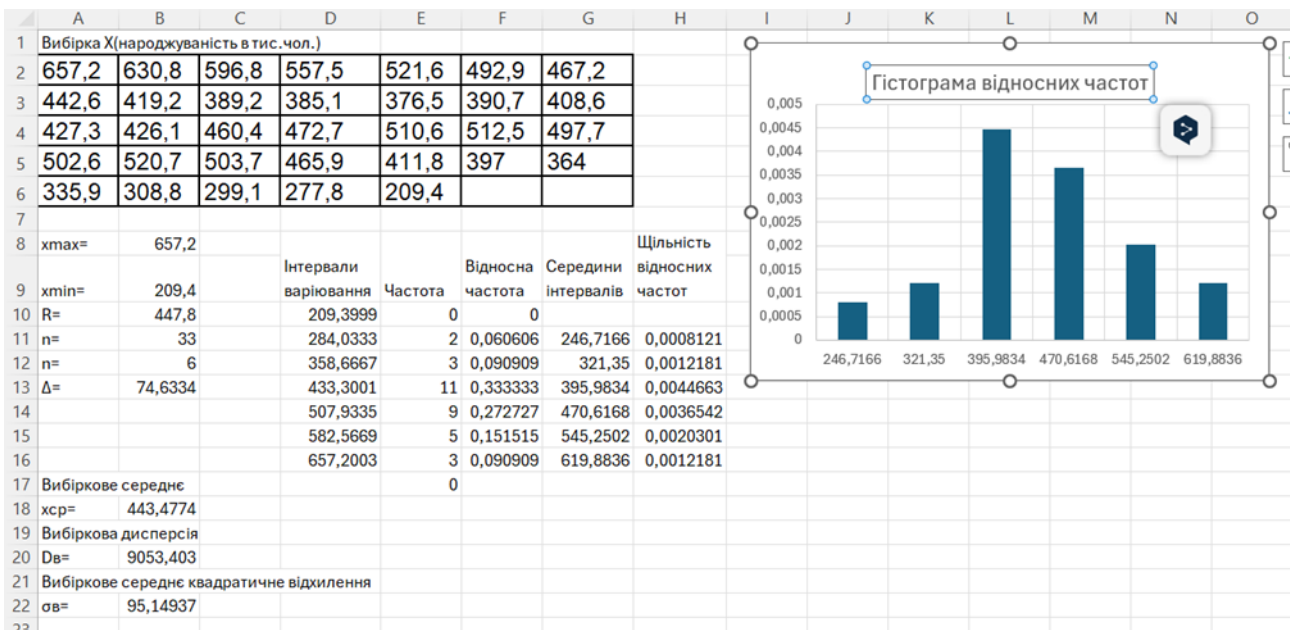 A B C D E F G H I J K L M N O
1 Вибірка X(народжуваність в тис.чол.)
2 657,2 630,8 596,8 557,5 521,6 492,9 467,2
3 442,6 419,2 389,2 385,1 376,5 390,7 408,6
4 427,3 426,1 460,4 472,7 510,6 512,5 497,7
5 502,6 520,7 503,7 465,9 411,8 397 364
6 335,9 308,8 299,1 277,8 209,4
7
8 xmax= 657,2
9 xmin= 209,4
Інтервали варіювання
Частота
Відносна частота
Середини інтервалів
Щільність відносних частот
10 R= 447,8 209,3999 0 0
11 n= 33 284,0333 2 0,060606 246,7166 0,0008121
12 n= 6 358,6667 3 0,090909 321,35 0,0012181
13 Δ= 74,6334 433,3001 11 0,333333 395,9834 0,0044663
14 507,9335 9 0,272727 470,6168 0,0036542
15 582,5669 5 0,151515 545,2502 0,0020301
16 657,2003 3 0,090909 619,8836 0,0012181
17 Вибіркове середнє 0
18 xcp= 443,4774
19 Вибіркова дисперсія
20 Dв= 9053,403
21 Вибіркове середнє квадратичне відхилення
22 σв= 95,14937
23
Гістограма відносних частот
0,005
0,0045
0,004
0,0035
0,003
0,0025
0,002
0,0015
0,001
0,0005
0
246,7166 321,35 395,9834 470,6168 545,2502 619,8836